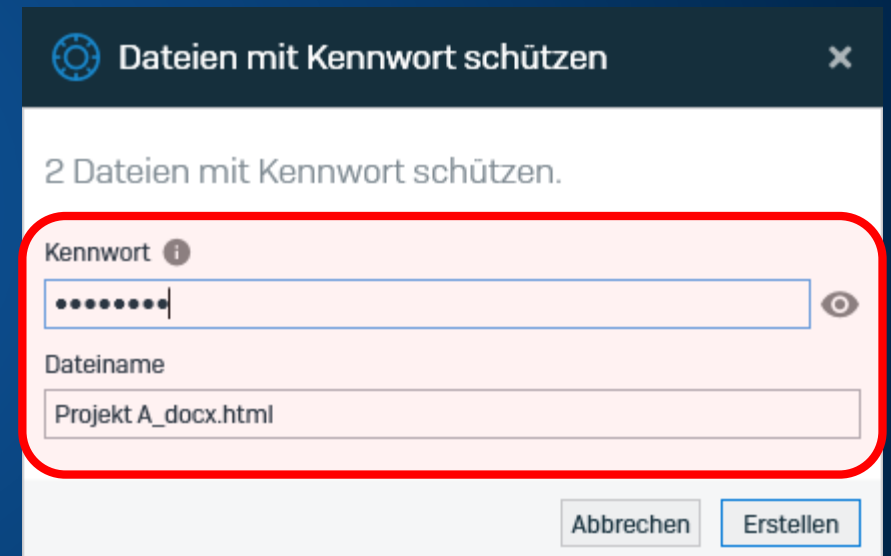 Dateien mit Kennwort schützen
2 Dateien mit Kennwort schützen.
Kennwort
••••••••
Dateiname
Projekt A_docx.html
Abbrechen Erstellen